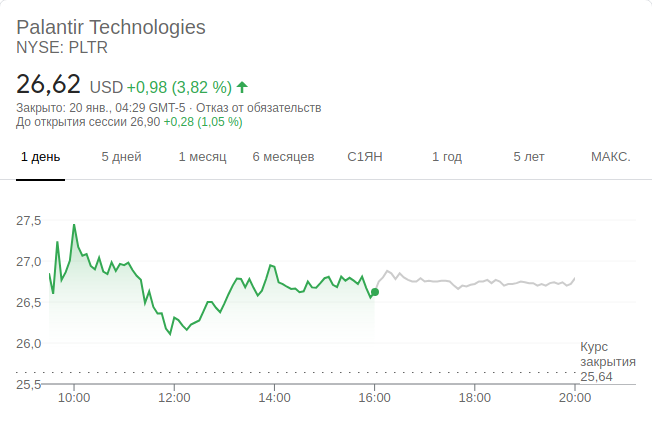 Palantir Technologies
NYSE: PLTR
26,62 USD +0,98 (3,82 %)
Закрыто: 20 янв., 04:29 GMT-5 · Отказ от обязательств
До открытия сессии 26,90 +0,28 (1,05 %)
1 день 5 дней 1 месяц 6 месяцев С1ЯН 1 год 5 лет МАКС.
27,5
27,0
26,5
26,0
Курс
закрытия
25,64
25,5
10:00 12:00 14:00 16:00 18:00 20:00